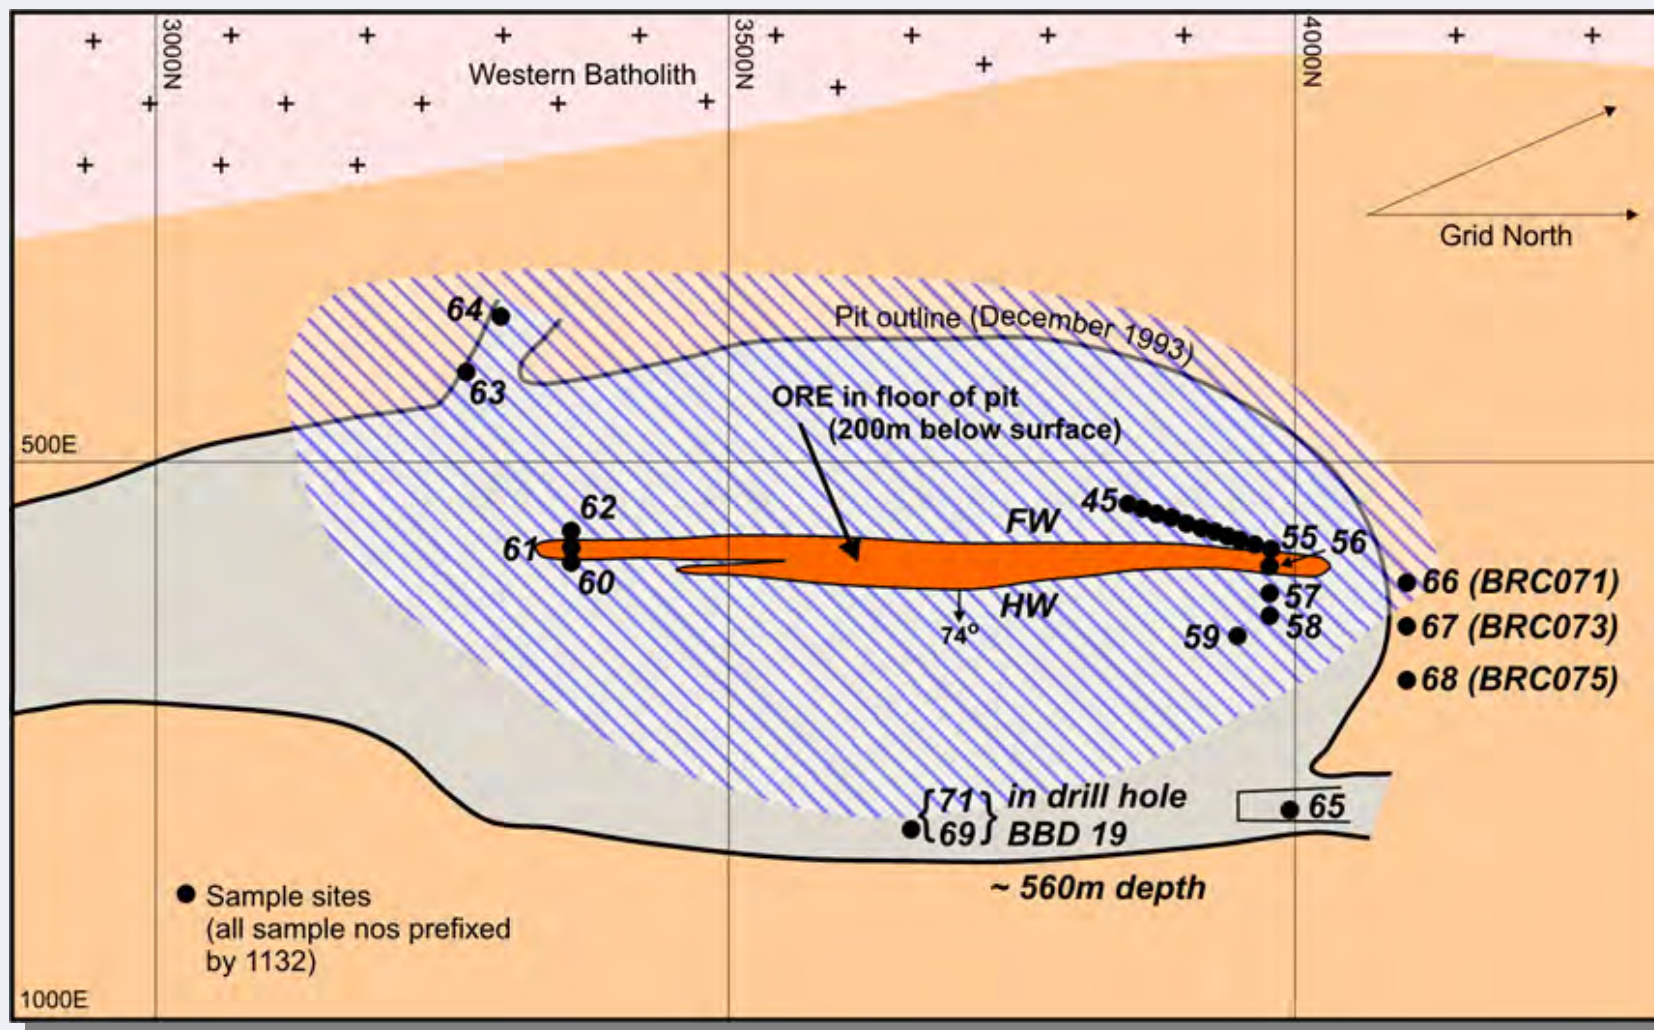 3000N
3500N
4000N
Western Batholith
Grid North
64
Pit outline (December 1993)
63
ORE in floor of pit
(200m below surface)
500E
45
62
FW
55
56
61
60
66 (BRC071)
57
HW
67 (BRC073)
58
74°
59
68 (BRC075)
{71} in drill hole
{69} BBD 19
65
~ 560m depth
Sample sites
(all sample nos prefixed
by 1132)
1000E